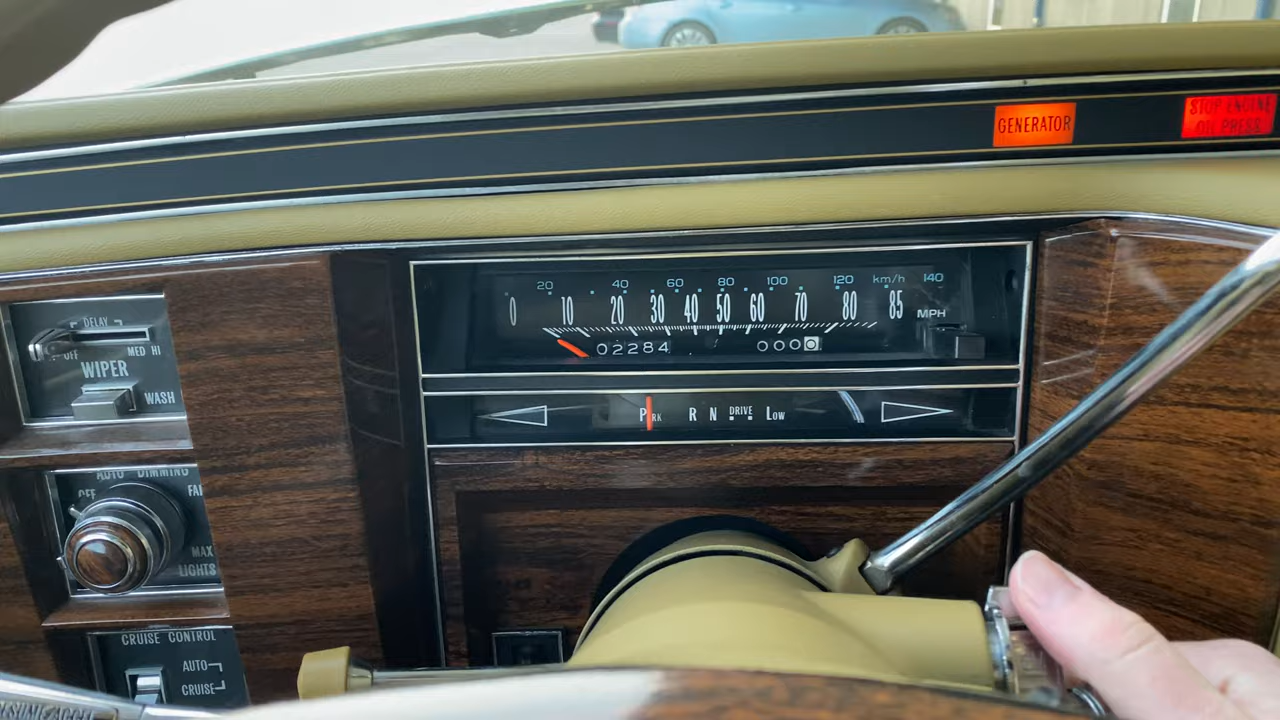 GENERATOR
STOP ENGINE
OIL PRESS
20 40 60 80 100 120 km/h 140
0 10 20 30 40 50 60 70 80 85 MPH
02284 0000
PARK R N DRIVE LOW
DELAY
OFF MED HI
WIPER
WASH
AUTO DIMMING
OFF
MAX
LIGHTS
CRUISE CONTROL
AUTO
CRUISE